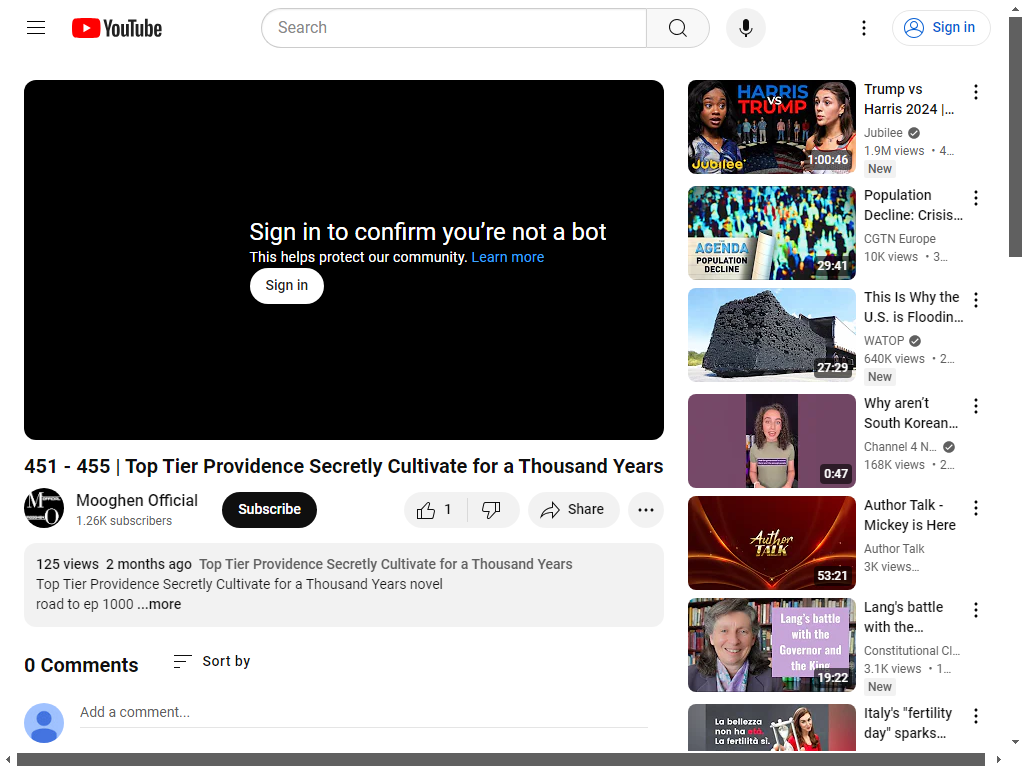 YouTube
Search
Sign in
Sign in to confirm you’re not a bot
This helps protect our community. Learn more
Sign in
451 - 455 | Top Tier Providence Secretly Cultivate for a Thousand Years
Mooghen Official
1.26K subscribers
Subscribe
1
Share
125 views 2 months ago Top Tier Providence Secretly Cultivate for a Thousand Years
Top Tier Providence Secretly Cultivate for a Thousand Years novel
road to ep 1000 ...more
0 Comments
Sort by
Add a comment...
HARRIS
VS
TRUMP
Jubilee
1:00:46
Trump vs
Harris 2024 |...
Jubilee
1.9M views • 4...
New
AGENDA
POPULATION
DECLINE
29:41
Population
Decline: Crisis...
CGTN Europe
10K views • 3...
27:29
This Is Why the
U.S. is Floodin...
WATOP
640K views • 2...
New
0:47
Why aren’t
South Korean...
Channel 4 N...
168K views • 2...
Author
TALK
53:21
Author Talk -
Mickey is Here
Author Talk
3K views...
Lang's battle
with the
Governor and
the King
19:22
Lang's battle
with the...
Constitutional Cl...
3.1K views • 1...
New
La bellezza
non ha età.
La fertilità sì.
Italy's "fertility
day" sparks...